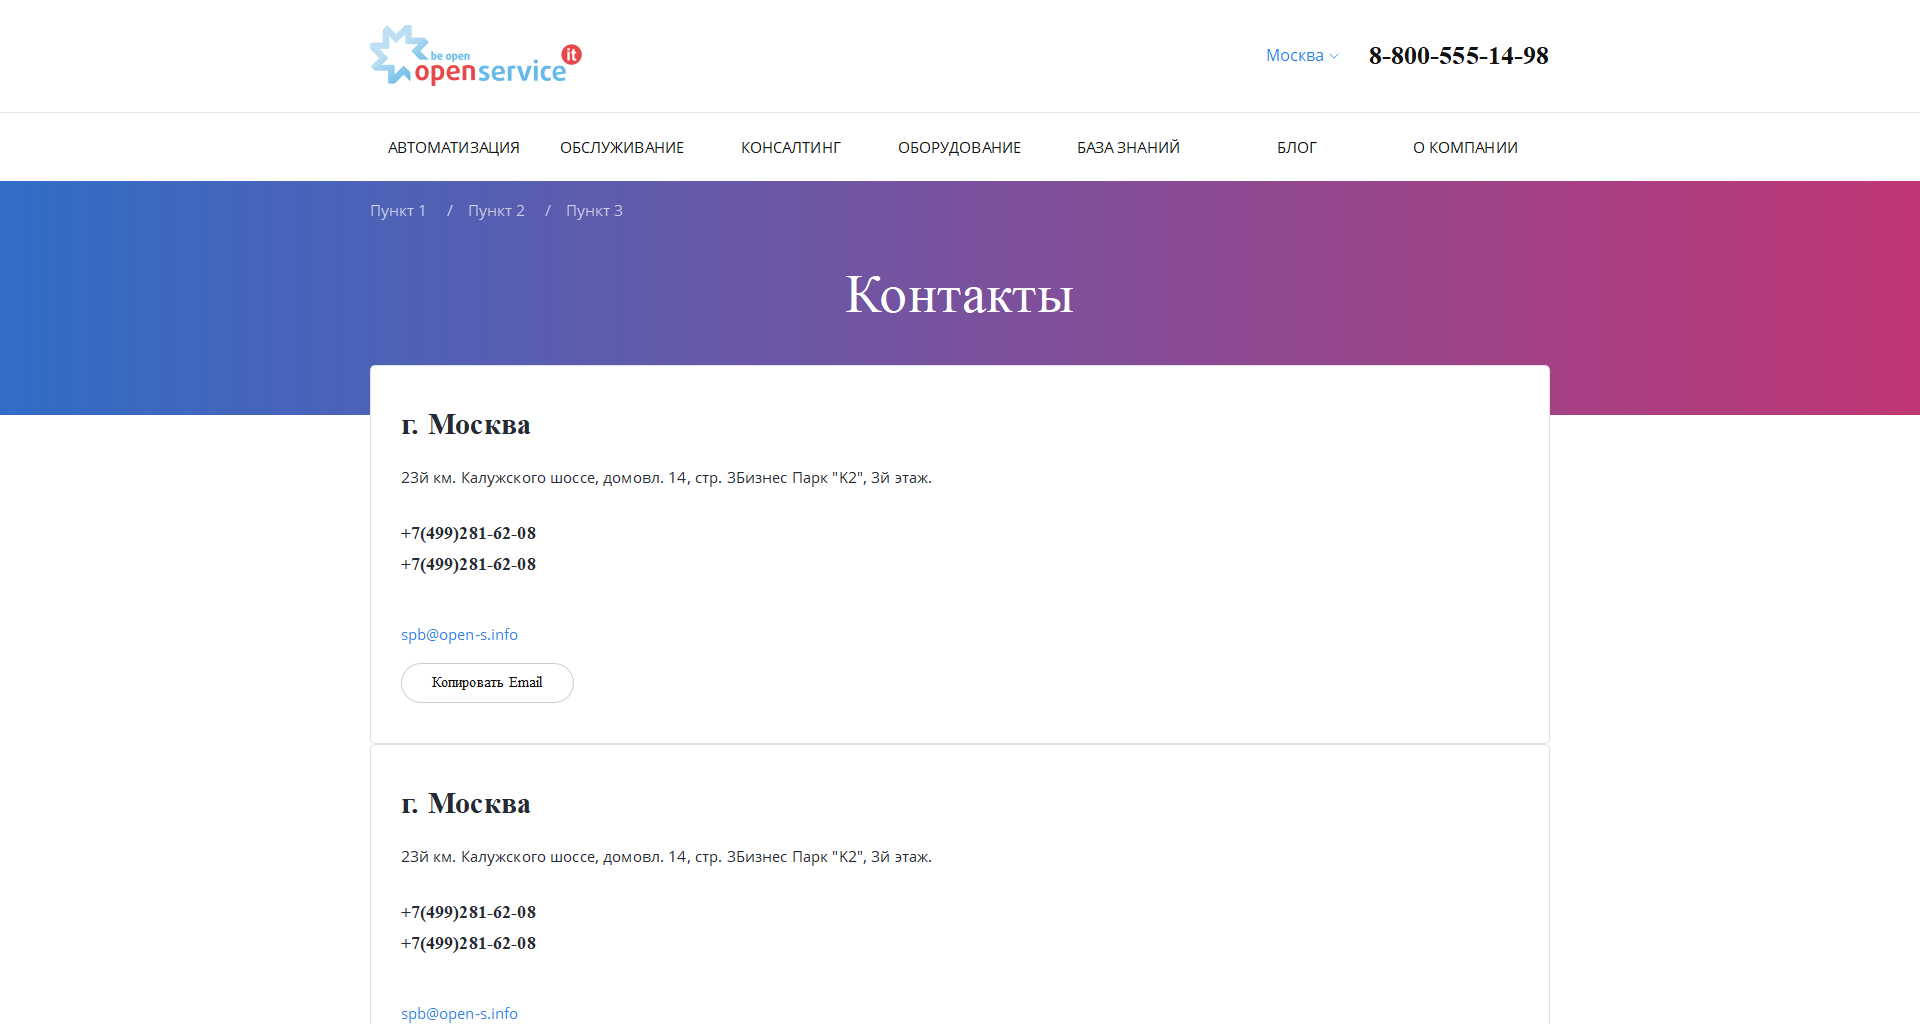 be open
openservice it
Москва 8-800-555-14-98
АВТОМАТИЗАЦИЯ ОБСЛУЖИВАНИЕ КОНСАЛТИНГ ОБОРУДОВАНИЕ БАЗА ЗНАНИЙ БЛОГ О КОМПАНИИ
Пункт 1 / Пункт 2 / Пункт 3
Контакты
г. Москва
23й км. Калужского шоссе, домовл. 14, стр. 3Бизнес Парк "К2", 3й этаж.
+7(499)281-62-08
+7(499)281-62-08
spb@open-s.info
Копировать Email
г. Москва
23й км. Калужского шоссе, домовл. 14, стр. 3Бизнес Парк "К2", 3й этаж.
+7(499)281-62-08
+7(499)281-62-08
spb@open-s.info